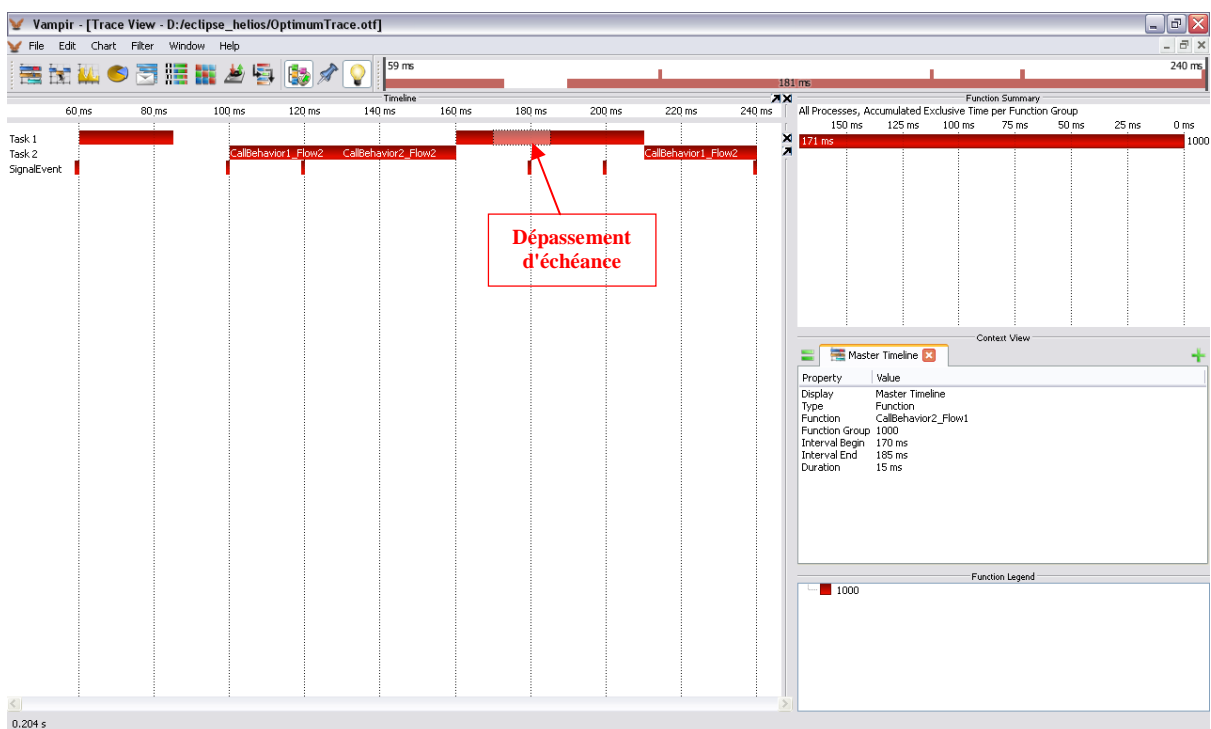 Vampir - [Trace View - D:/eclipse_helios/OptimumTrace.otf]
File Edit Chart Filter Window Help
59 ms
240 ms
181 ms
Timeline
60 ms 80 ms 100 ms 120 ms 140 ms 160 ms 180 ms 200 ms 220 ms 240 ms
Task 1
Task 2
CallBehavior1_Flow2 CallBehavior2_Flow2 CallBehavior1_Flow2
SignalEvent
Dépassement
d'échéance
Function Summary
All Processes, Accumulated Exclusive Time per Function Group
150 ms 125 ms 100 ms 75 ms 50 ms 25 ms 0 ms
171 ms 1000
Context View
Master Timeline
Property Value
Display Master Timeline
Type Function
Function CallBehavior2_Flow1
Function Group 1000
Interval Begin 170 ms
Interval End 185 ms
Duration 15 ms
Function Legend
1000
0.204 s